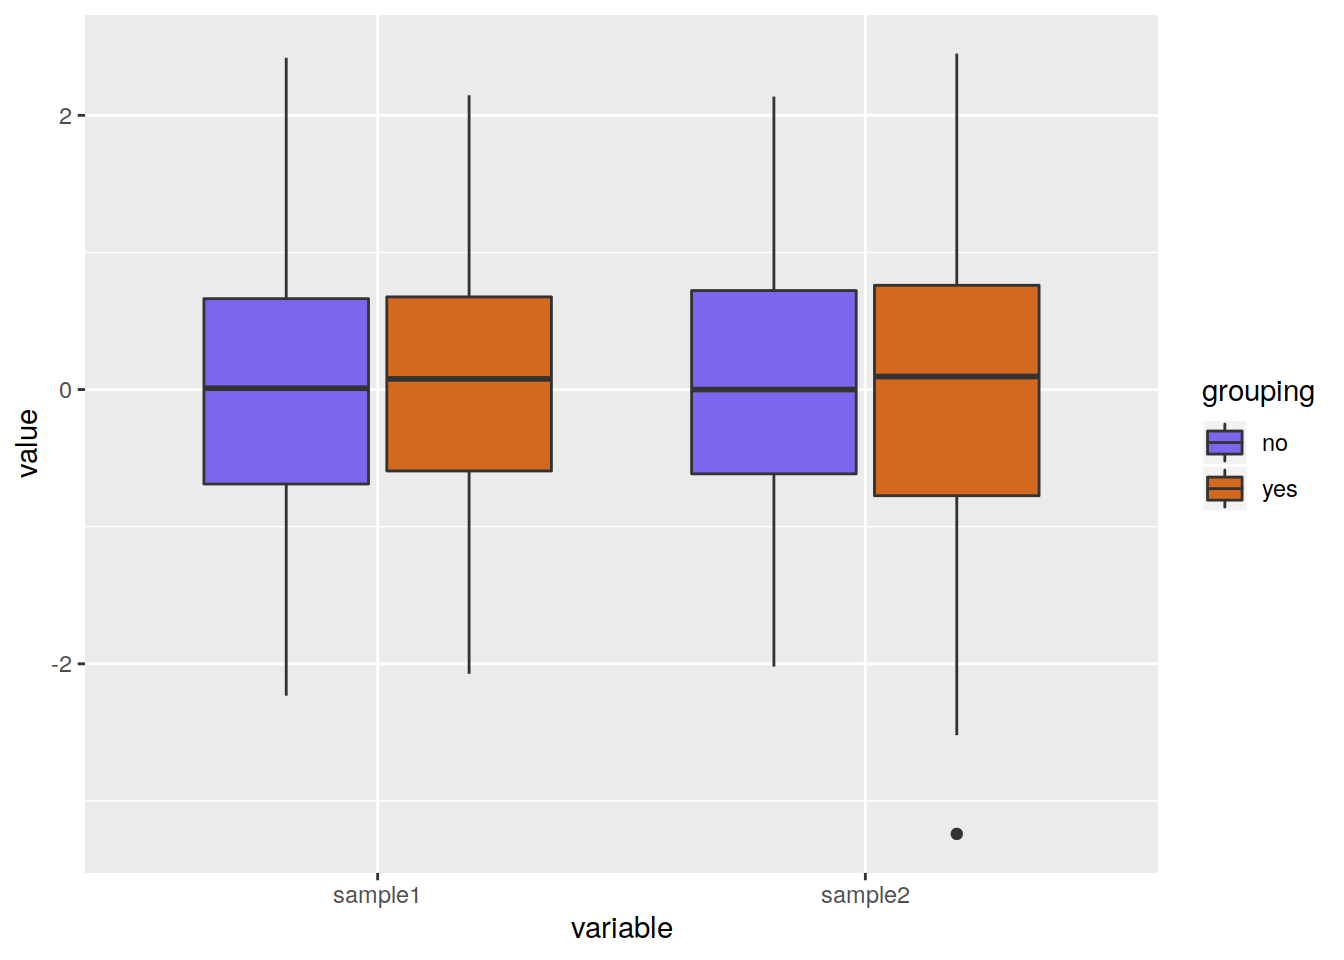 value
2
0
-2
sample1
sample2
variable
grouping
no
yes